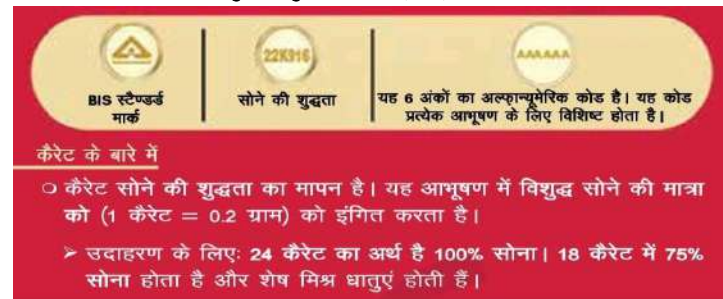 22K916
AAAAAA
BIS स्टैण्डर्ड
मार्क
सोने की शुद्धता
यह 6 अंकों का अल्फ़ान्यूमेरिक कोड है। यह कोड
प्रत्येक आभूषण के लिए विशिष्ट होता है।
कैरेट के बारे में
कैरेट सोने की शुद्धता का मापन है। यह आभूषण में विशुद्ध सोने की मात्रा
को (1 कैरेट = 0.2 ग्राम) को इंगित करता है।
➤ उदाहरण के लिएः 24 कैरेट का अर्थ है 100% सोना। 18 कैरेट में 75%
सोना होता है और शेष मिश्र धातुएं होती हैं।